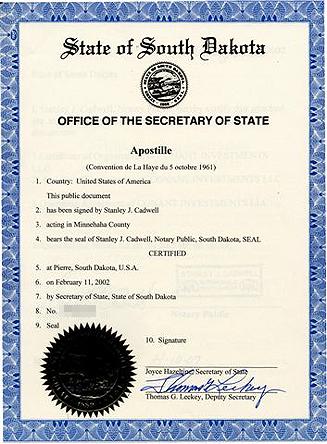 State of South Dakota
OFFICE OF THE SECRETARY OF STATE
Apostille
(Convention de La Haye du 5 octobre 1961)
1. Country: United States of America
This public document
2. has been signed by Stanley J. Cadwell
3. acting in Minnehaha County
4. bears the seal of Stanley J. Cadwell, Notary Public, South Dakota, SEAL
CERTIFIED
5. at Pierre, South Dakota, U.S.A.
6. on February 11, 2002
7. by Secretary of State, State of South Dakota
8. No.
9. Seal
10. Signature
Joyce Hazeltine, Secretary of State
Thomas G. Leckey
Thomas G. Leckey, Deputy Secretary